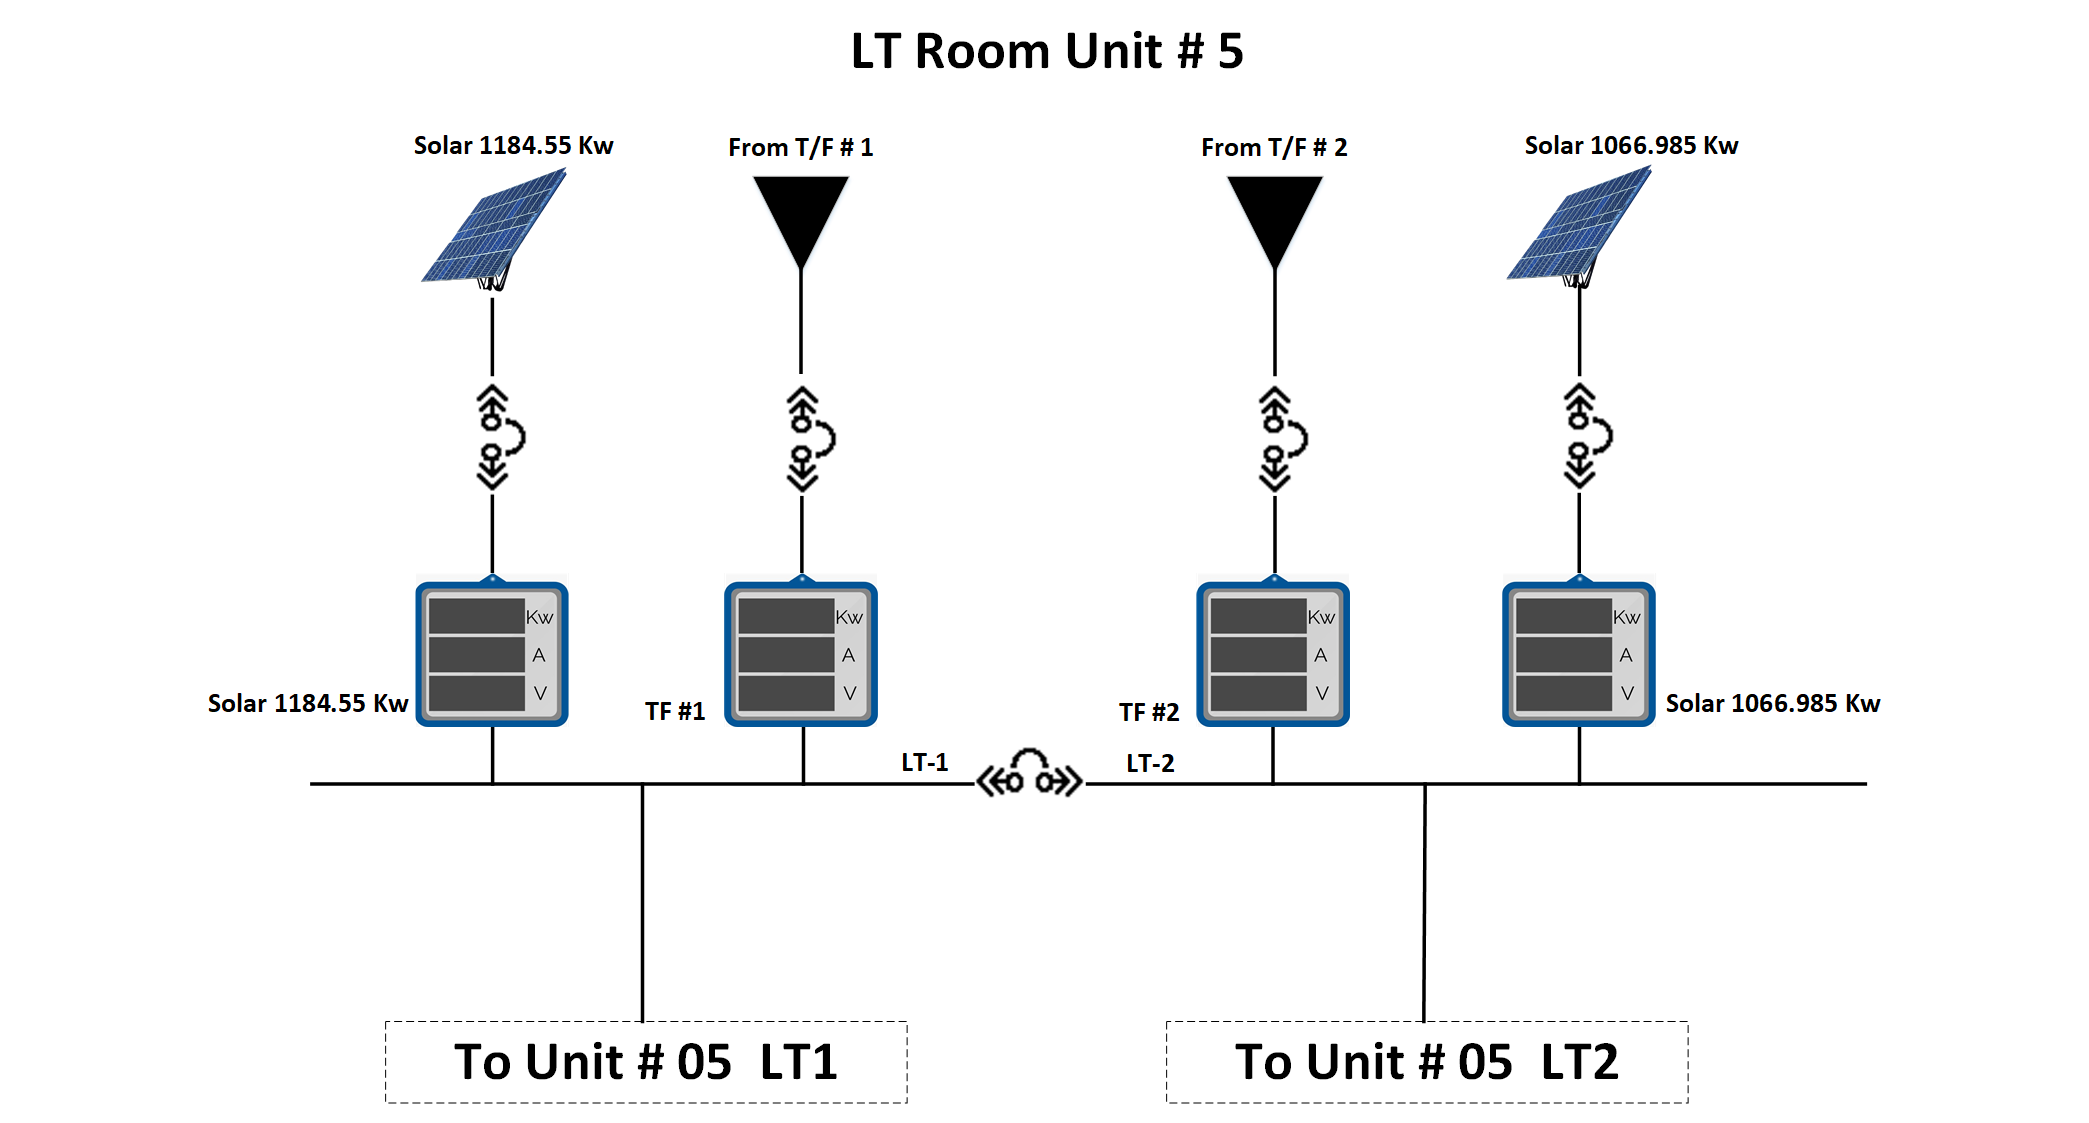 LT Room Unit # 5
Solar 1184.55 Kw
From T/F # 1
From T/F # 2
Solar 1066.985 Kw
Kw
A
V
Kw
A
V
Kw
A
V
Kw
A
V
Solar 1184.55 Kw
TF #1
TF #2
Solar 1066.985 Kw
LT-1
LT-2
To Unit # 05 LT1
To Unit # 05 LT2